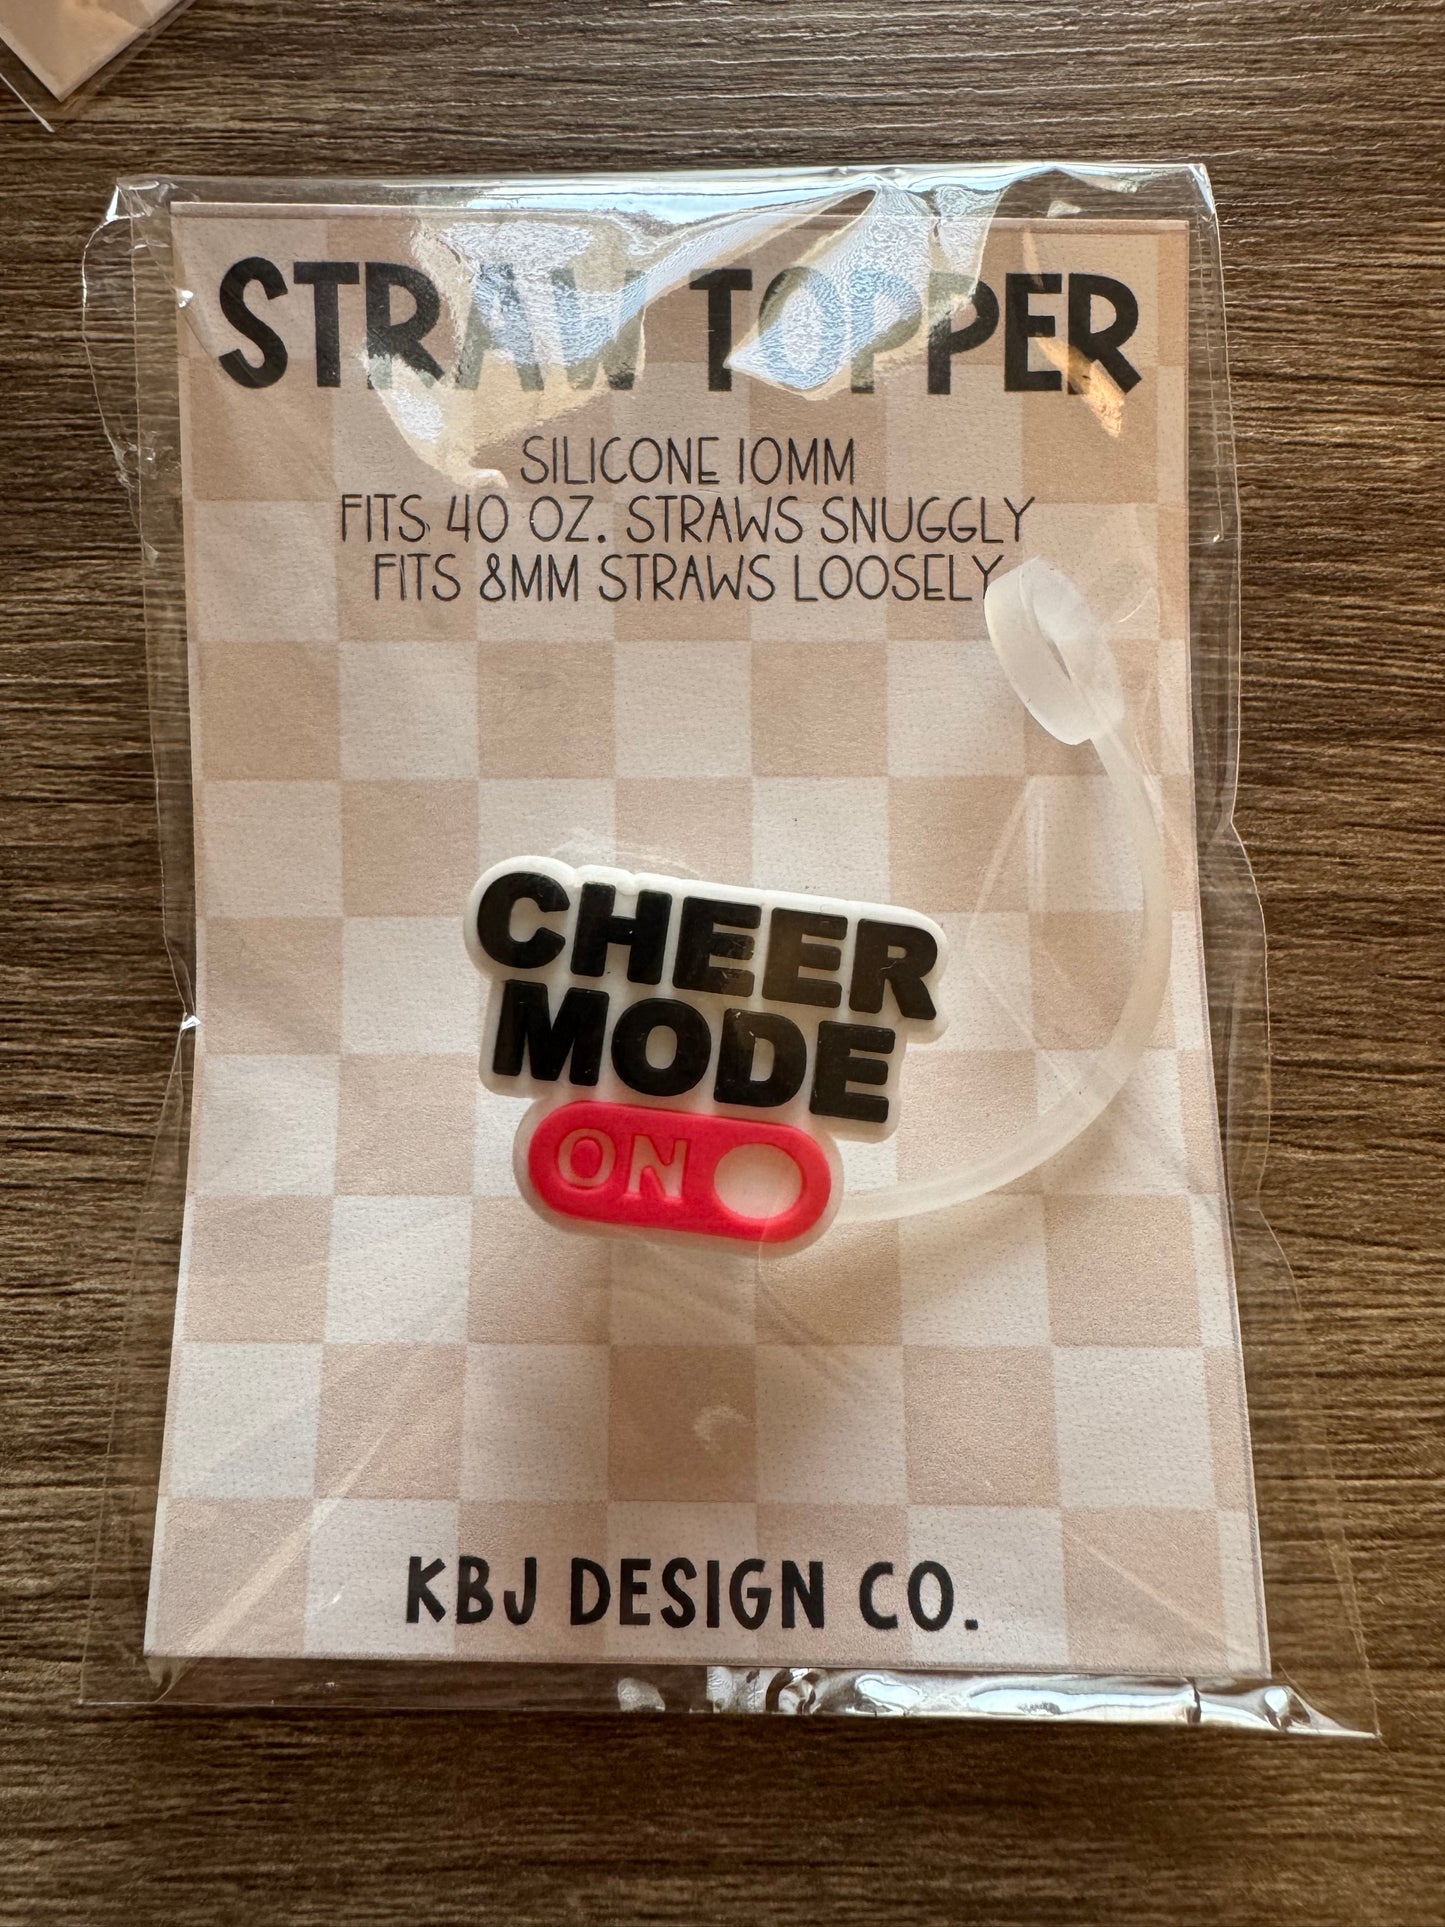 STRAW TOPPER
SILICONE 10MM
FITS 40 OZ. STRAWS SNUGGLY
FITS 8MM STRAWS LOOSELY
CHEER
MODE
ON
KBJ DESIGN CO.